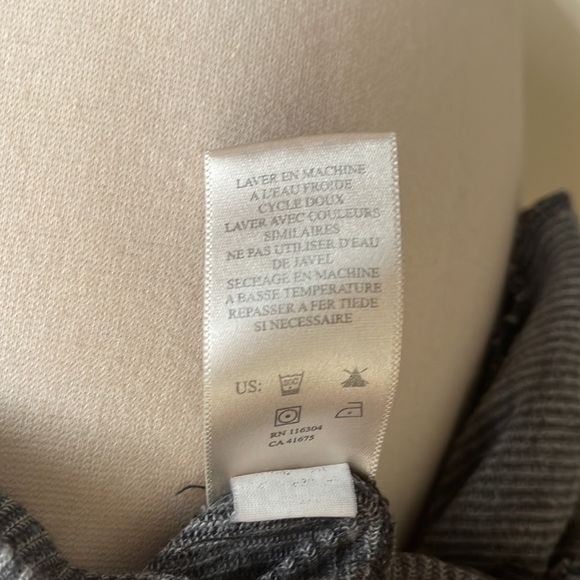 LAVER EN MACHINE
A L'EAU FROIDE
CYCLE DOUX
LAVER AVEC COULEURS
SIMILAIRES
NE PAS UTILISER D'EAU
DE JAVEL
SECHAGE EN MACHINE
A BASSE TEMPERATURE
REPASSER A FER TIEDE
SI NECESSAIRE
US:
RN 116304
CA 41675